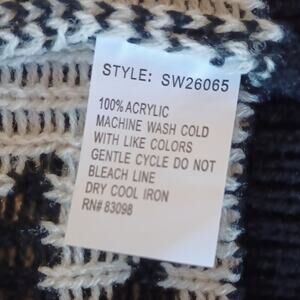 STYLE: SW26065
100% ACRYLIC
MACHINE WASH COLD
WITH LIKE COLORS
GENTLE CYCLE DO NOT
BLEACH LINE
DRY COOL IRON
RN# 83098